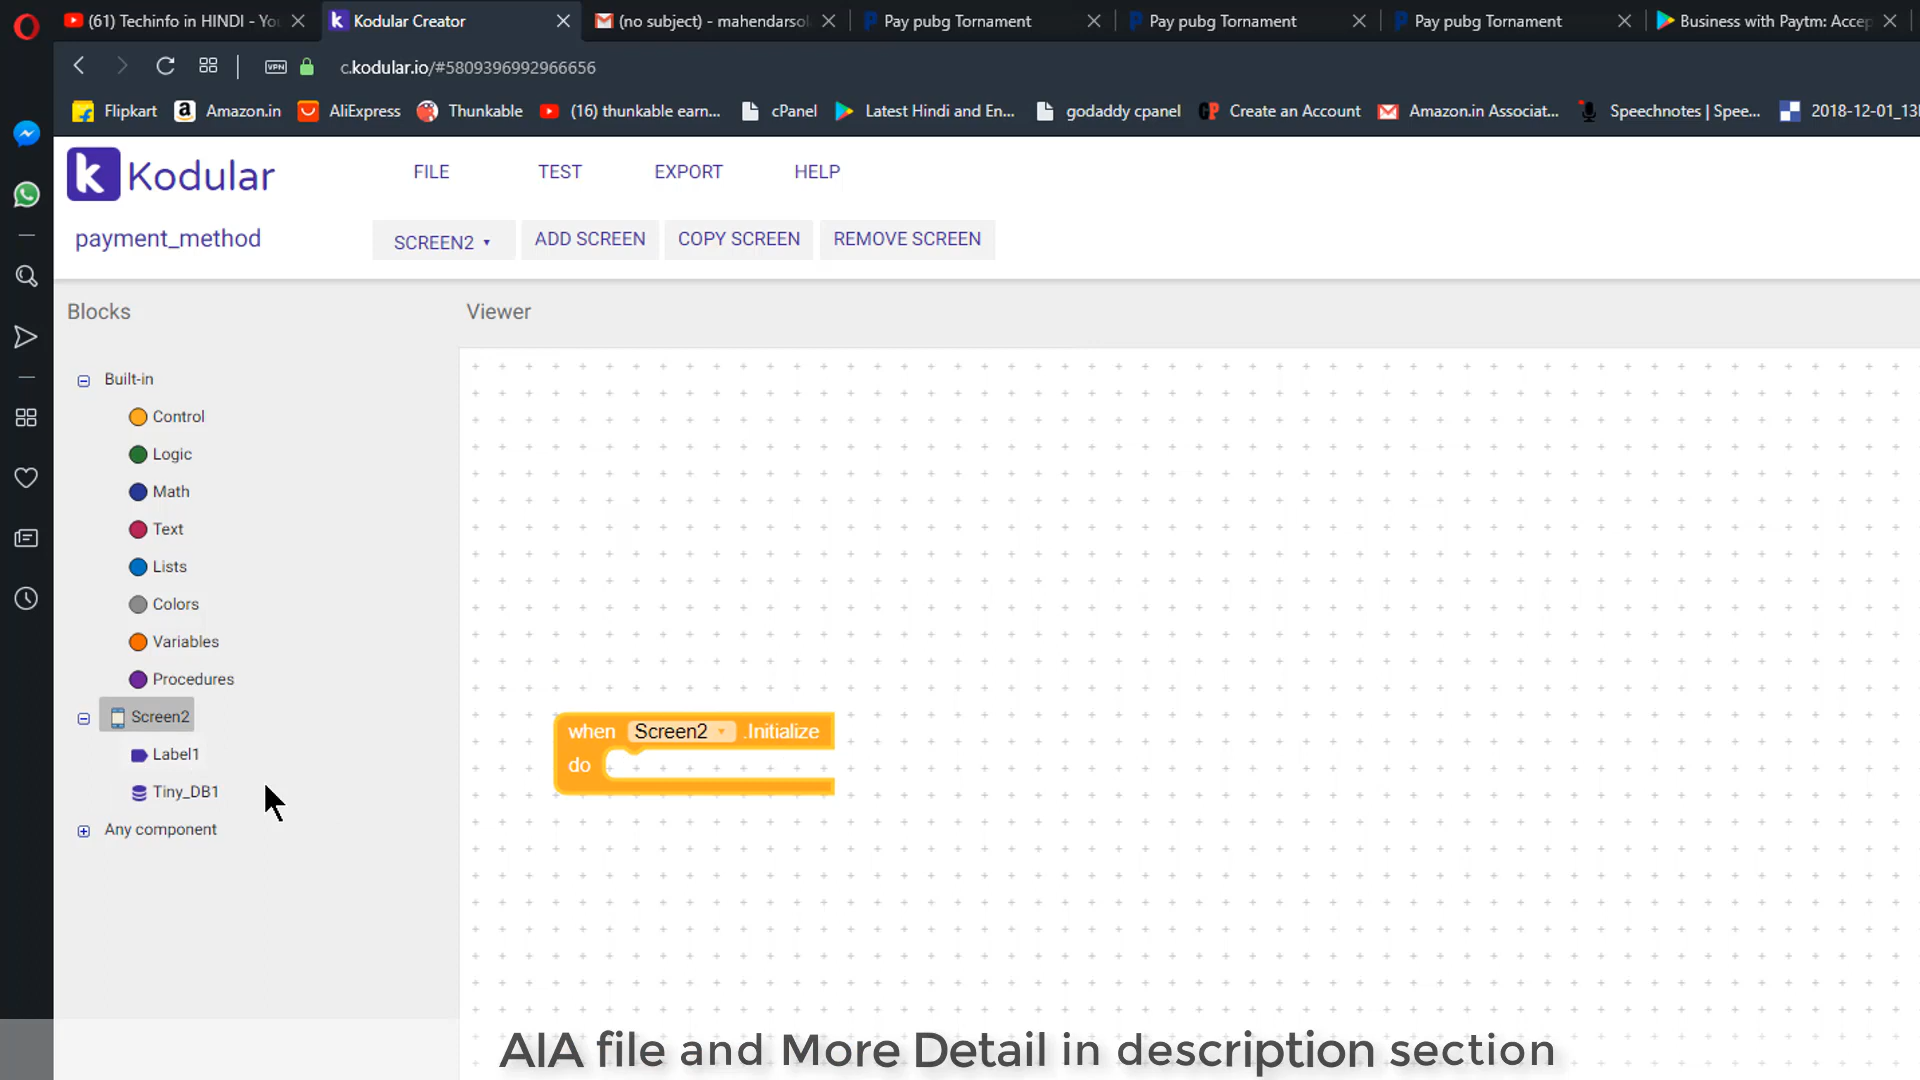 (61) Techinfo in HINDI - You
Kodular Creator
(no subject) - mahendarsol
Pay pubg Tornament
Pay pubg Tornament
Pay pubg Tornament
Business with Paytm: Accep
VPN
c.kodular.io/#5809396992966656
Flipkart
Amazon.in
AliExpress
Thunkable
(16) thunkable earn...
cPanel
Latest Hindi and En...
godaddy cpanel
Create an Account
Amazon.in Associat...
Speechnotes | Spee...
2018-12-01_13
k Kodular
FILE
TEST
EXPORT
HELP
payment_method
SCREEN2
ADD SCREEN
COPY SCREEN
REMOVE SCREEN
Blocks
Viewer
Built-in
Control
Logic
Math
Text
Lists
Colors
Variables
Procedures
Screen2
Label1
Tiny_DB1
Any component
when Screen2 .Initialize
do
AIA file and More Detail in description section